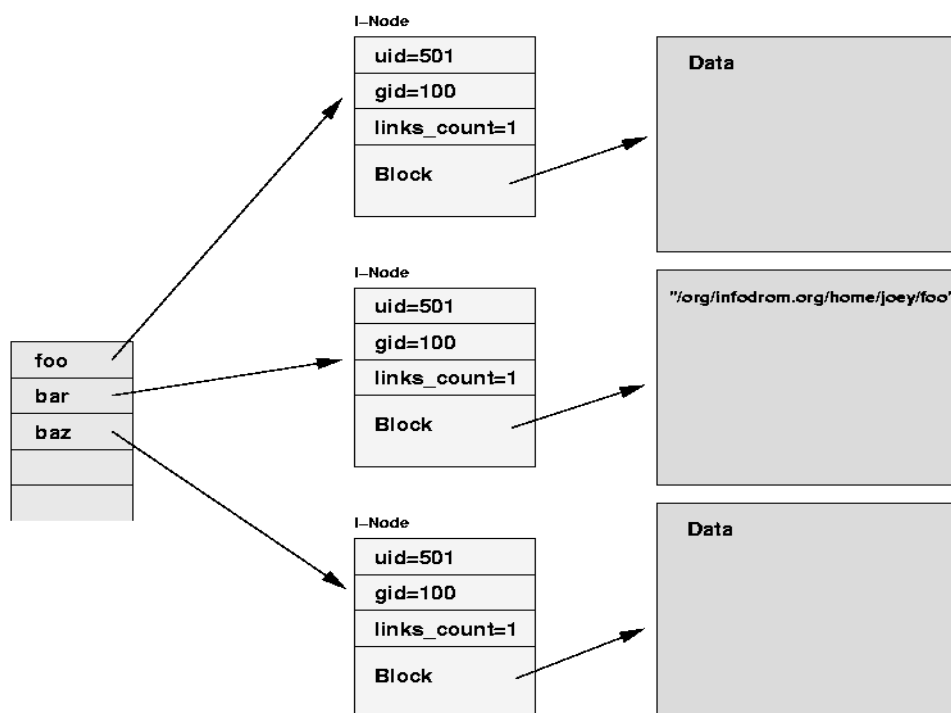 I-Node
uid=501
gid=100
links_count=1
Block
Data
I-Node
uid=501
gid=100
links_count=1
Block
"/org/infodrom.org/home/joey/foo"
foo
bar
baz
I-Node
uid=501
gid=100
links_count=1
Block
Data